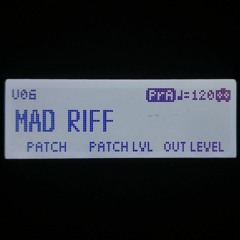 U06 PrA ♩=120
MAD RIFF
PATCH PATCH LVL OUT LEVEL